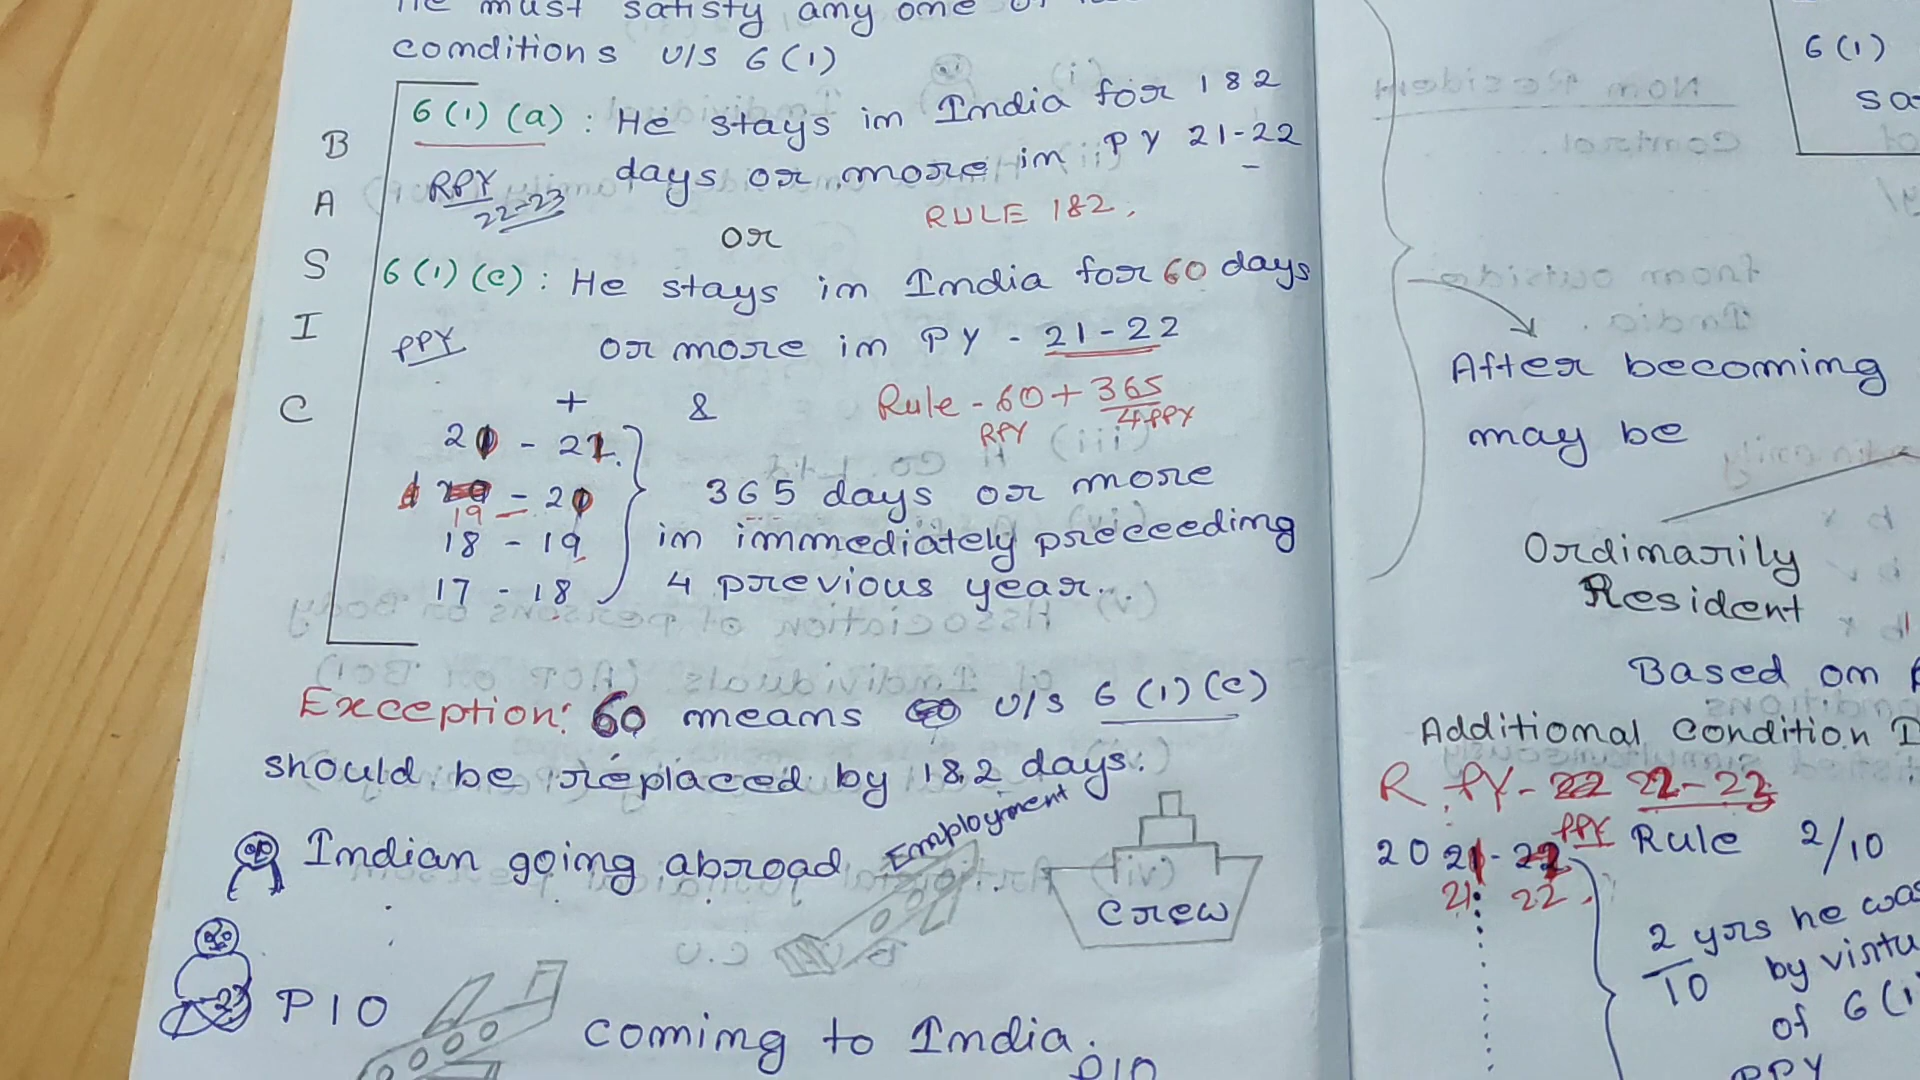 He must satisfy any one of
conditions u/s 6(1)
6(1)(a) : He stays in India for 182
days or more in PY 21-22
RPY
22-23
RULE 182.
or
6(1)(c) : He stays in India for 60 days
or more in PY - 21-22
PPY
+ &
Rule - 60 + 365
RPY 4PPY
20 - 21.
19 - 20
18 - 19
17 - 18
365 days or more
in immediately preceeding
4 previous year..
B
A
S
I
C
Exception: 60 means u/s 6(1)(c)
should be replaced by 182 days.
Indian going abroad Employment
Crew
PIO coming to India.
PIO
6(1)
After becoming
may be
Ordinarily
Resident
Based on
Additional Condition I
R PY - 22-23
PPY
20 21 - 22 Rule 2/10
21. 22.
2 yrs he was
10 by virtu
of 6(1
PPY